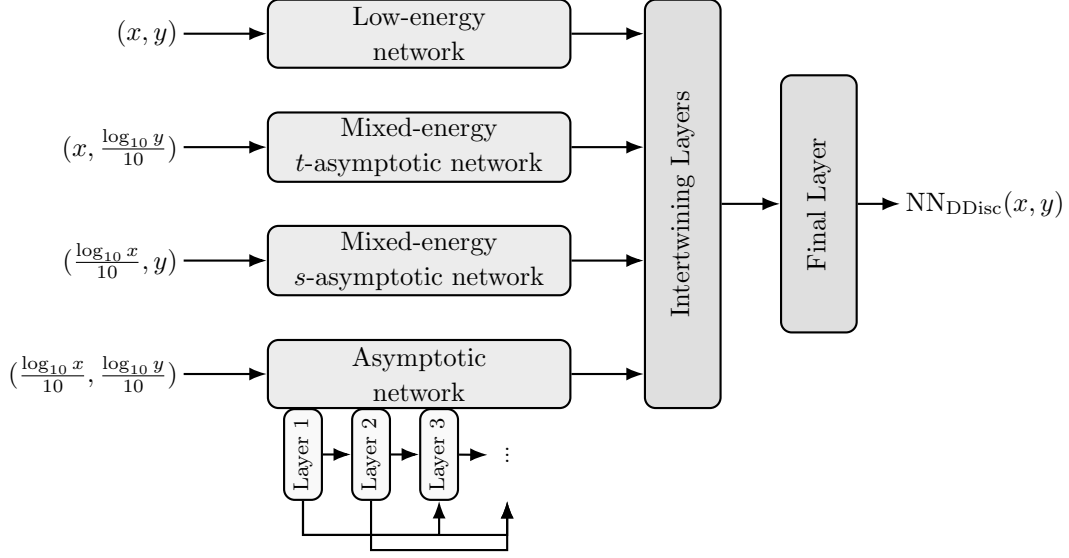 (x, y)
Low-energy
network
(x, log₁₀ y / 10)
Mixed-energy
t-asymptotic network
(log₁₀ x / 10, y)
Mixed-energy
s-asymptotic network
(log₁₀ x / 10, log₁₀ y / 10)
Asymptotic
network
Layer 1
Layer 2
Layer 3
...
Intertwining Layers
Final Layer
NN_DDisc(x, y)